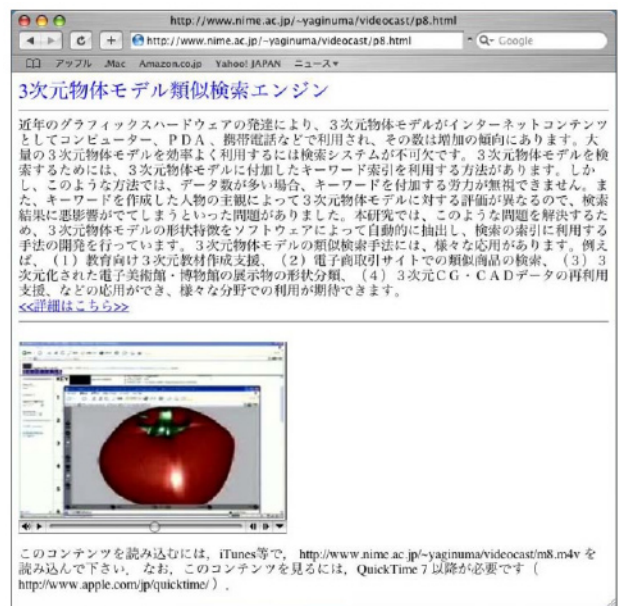 http://www.nime.ac.jp/~yaginuma/videocast/p8.html
http://www.nime.ac.jp/~yaginuma/videocast/p8.html
Google
アップル .Mac Amazon.co.jp Yahoo! JAPAN ニュース▼
3次元物体モデル類似検索エンジン
近年のグラフィックスハードウェアの発達により、3次元物体モデルがインターネットコンテンツ
としてコンピューター、ＰＤＡ、携帯電話などで利用され、その数は増加の傾向にあります。大
量の３次元物体モデルを効率よく利用するには検索システムが不可欠です。３次元物体モデルを検
索するためには、３次元物体モデルに付加したキーワード索引を利用する方法があります。しか
し、このような方法では、データ数が多い場合、キーワードを付加する労力が無視できません。ま
た、キーワードを作成した人物の主観によって３次元物体モデルに対する評価が異なるので、検索
結果に悪影響がでてしまうといった問題がありました。本研究では、このような問題を解決するた
め、３次元物体モデルの形状特徴をソフトウェアによって自動的に抽出し、検索の索引に利用する
手法の開発を行っています。３次元物体モデルの類似検索手法には、様々な応用があります。例え
ば、（１）教育向け３次元教材作成支援、（２）電子商取引サイトでの類似商品の検索、（３）３
次元化された電子美術館・博物館の展示物の形状分類、（４）３次元ＣＧ・ＣＡＤデータの再利用
支援、などの応用ができ、様々な分野での利用が期待できます。
<<詳細はこちら>>
このコンテンツを読み込むには，iTunes等で， http://www.nime.ac.jp/~yaginuma/videocast/m8.m4v を
読み込んで下さい． なお，このコンテンツを見るには，QuickTime 7 以降が必要です（
http://www.apple.com/jp/quicktime/ ）．